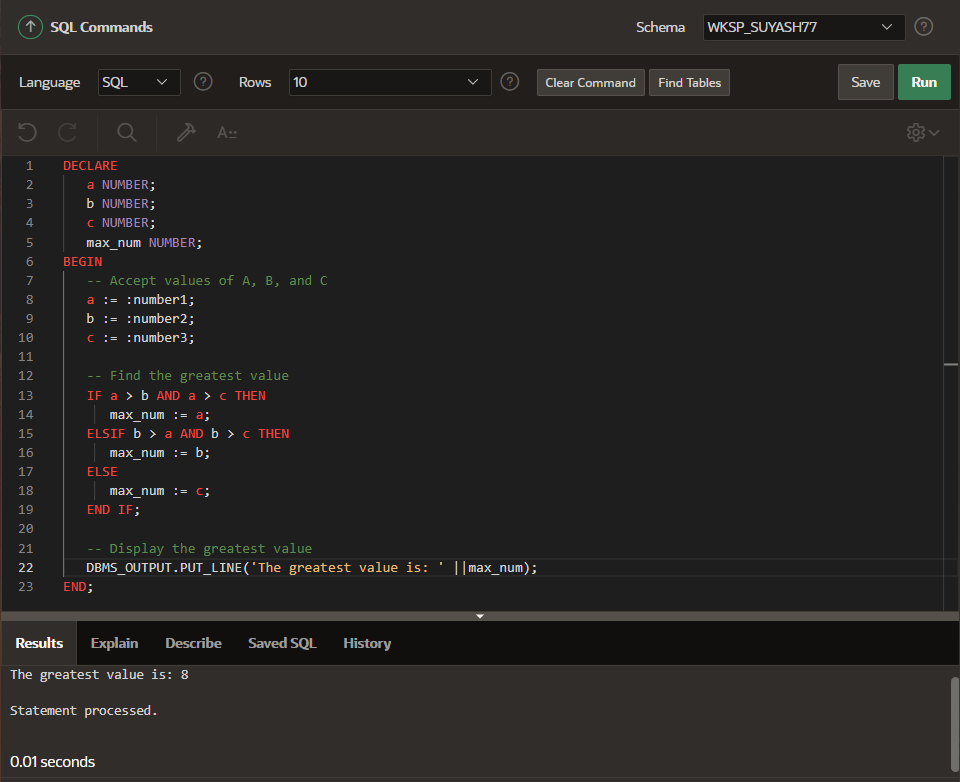 SQL Commands Schema WKSP_SUYASH77 ?
Language SQL ? Rows 10 ? Clear Command Find Tables Save Run
A
1 DECLARE
2 a NUMBER;
3 b NUMBER;
4 c NUMBER;
5 max_num NUMBER;
6 BEGIN
7 -- Accept values of A, B, and C
8 a := :number1;
9 b := :number2;
10 c := :number3;
11
12 -- Find the greatest value
13 IF a > b AND a > c THEN
14 max_num := a;
15 ELSIF b > a AND b > c THEN
16 max_num := b;
17 ELSE
18 max_num := c;
19 END IF;
20
21 -- Display the greatest value
22 DBMS_OUTPUT.PUT_LINE('The greatest value is: ' ||max_num);
23 END;
Results Explain Describe Saved SQL History
The greatest value is: 8
Statement processed.
0.01 seconds